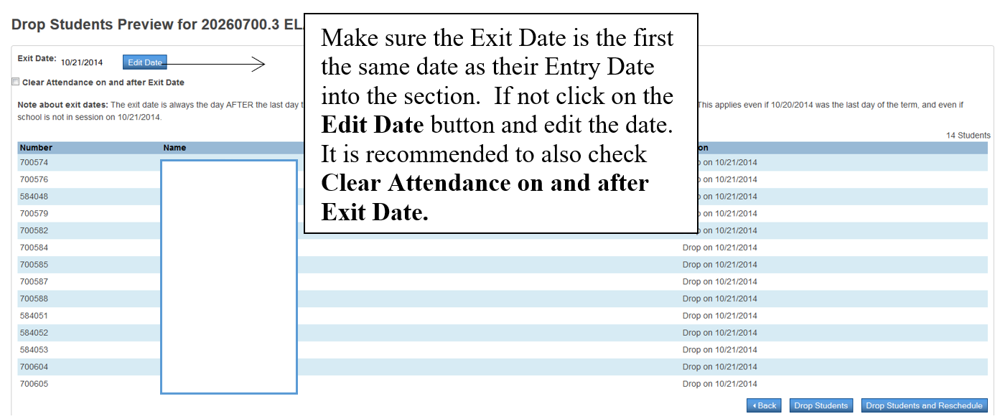 Drop Students Preview for 20260700.3
Make sure the Exit Date is the first
the same date as their Entry Date
into the section. If not click on the
Edit Date button and edit the date.
It is recommended to also check
Clear Attendance on and after
Exit Date.
Exit Date: 10/21/2014 Edit Date
Clear Attendance on and after Exit Date
Note about exit dates: The exit date is always the day AFTER the last day This applies even if 10/20/2014 was the last day of the term, and even if
school is not in session on 10/21/2014.
14 Students
Number Name
700574 on 10/21/2014
700576 on 10/21/2014
584048 on 10/21/2014
700579 on 10/21/2014
700582 on 10/21/2014
700584 Drop on 10/21/2014
700585 Drop on 10/21/2014
700587 Drop on 10/21/2014
700588 Drop on 10/21/2014
584051 Drop on 10/21/2014
584052 Drop on 10/21/2014
584053 Drop on 10/21/2014
700604 Drop on 10/21/2014
700605 Drop on 10/21/2014
Back Drop Students Drop Students and Reschedule